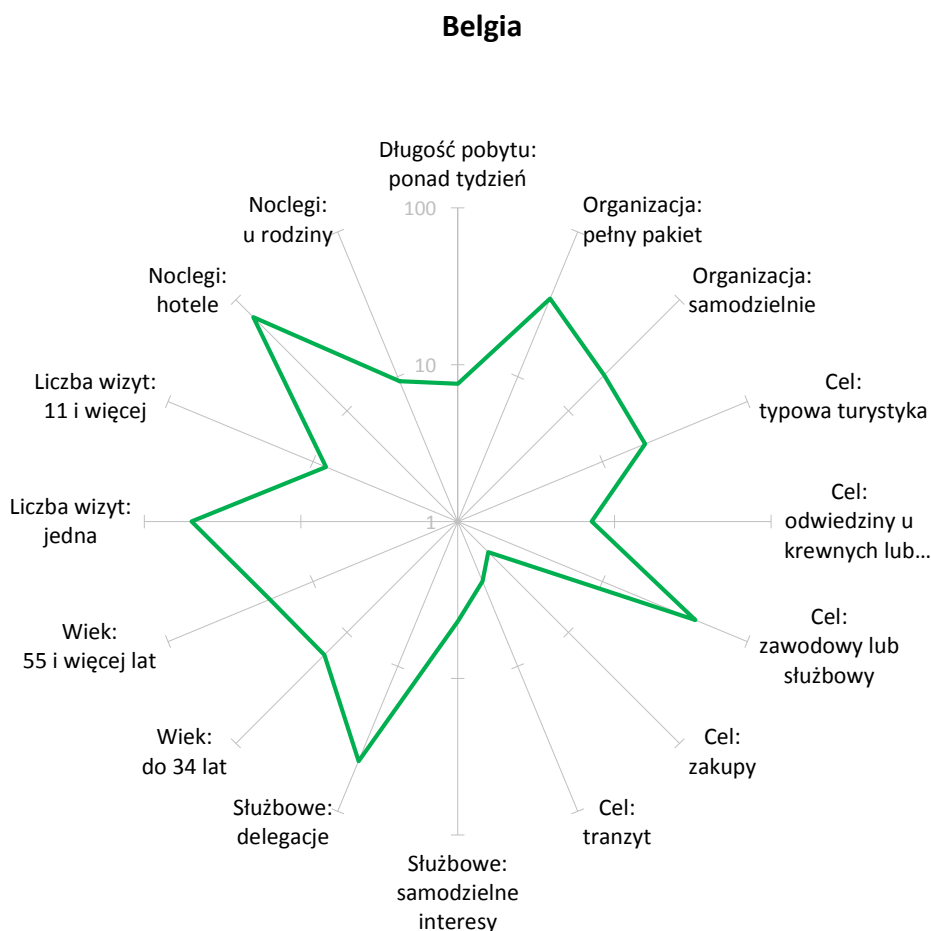 Belgia
Długość pobytu:
ponad tydzień
100
10
1
Organizacja:
pełny pakiet
Organizacja:
samodzielnie
Cel:
typowa turystyka
Cel:
odwiedziny u
krewnych lub...
Cel:
zawodowy lub
służbowy
Cel:
zakupy
Cel:
tranzyt
Służbowe:
samodzielne
interesy
Służbowe:
delegacje
Wiek:
do 34 lat
Wiek:
55 i więcej lat
Liczba wizyt:
jedna
Liczba wizyt:
11 i więcej
Noclegi:
hotele
Noclegi:
u rodziny